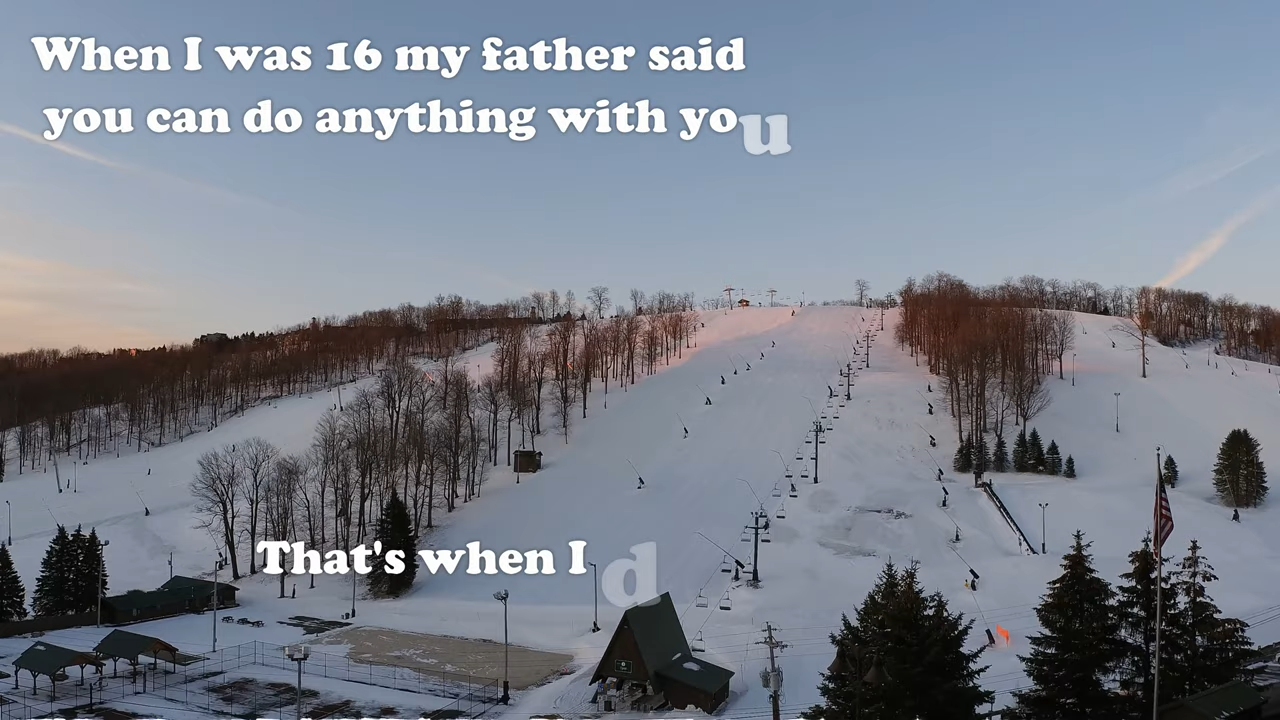 When I was 16 my father said
you can do anything with you
That's when I d